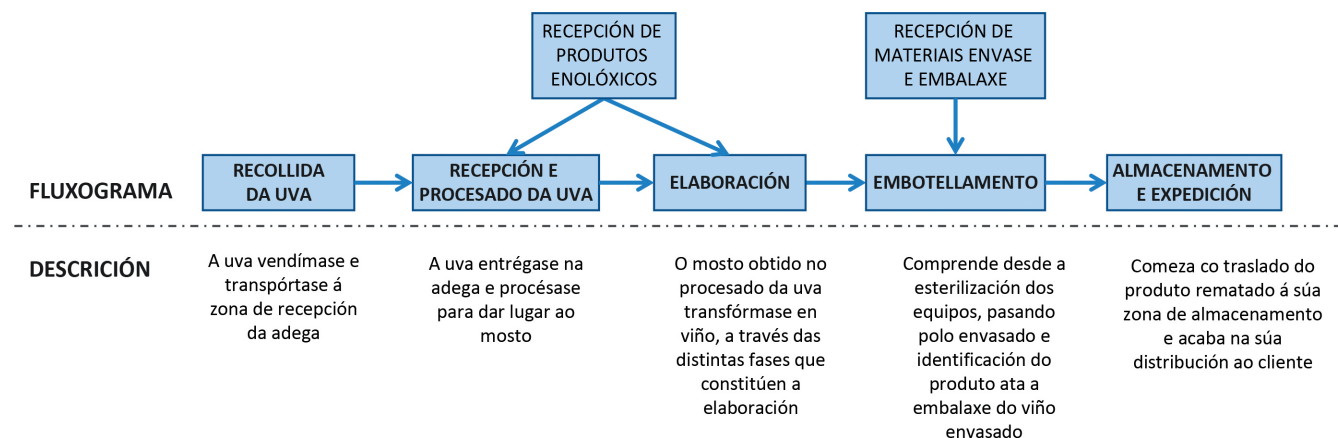 RECEPCIÓN DE
PRODUTOS
ENOLÓXICOS
RECEPCIÓN DE
MATERIAIS ENVASE
E EMBALAXE
FLUXOGRAMA
RECOLLIDA
DA UVA
RECEPCIÓN E
PROCESADO DA UVA
ELABORACIÓN
EMBOTELLAMENTO
ALMACENAMENTO
E EXPEDICIÓN
DESCRICIÓN
A uva vendímase e
transpórtase á
zona de recepción
da adega
A uva entrégase na
adega e procésase
para dar lugar ao
mosto
O mosto obtido no
procesado da uva
transfórmase en
viño, a través das
distintas fases que
constitúen a
elaboración
Comprende desde a
esterilización dos
equipos, pasando
polo envasado e
identificación do
produto ata a
embalaxe do viño
envasado
Comeza co traslado do
produto rematado á súa
zona de almacenamento
e acaba na súa
distribución ao cliente